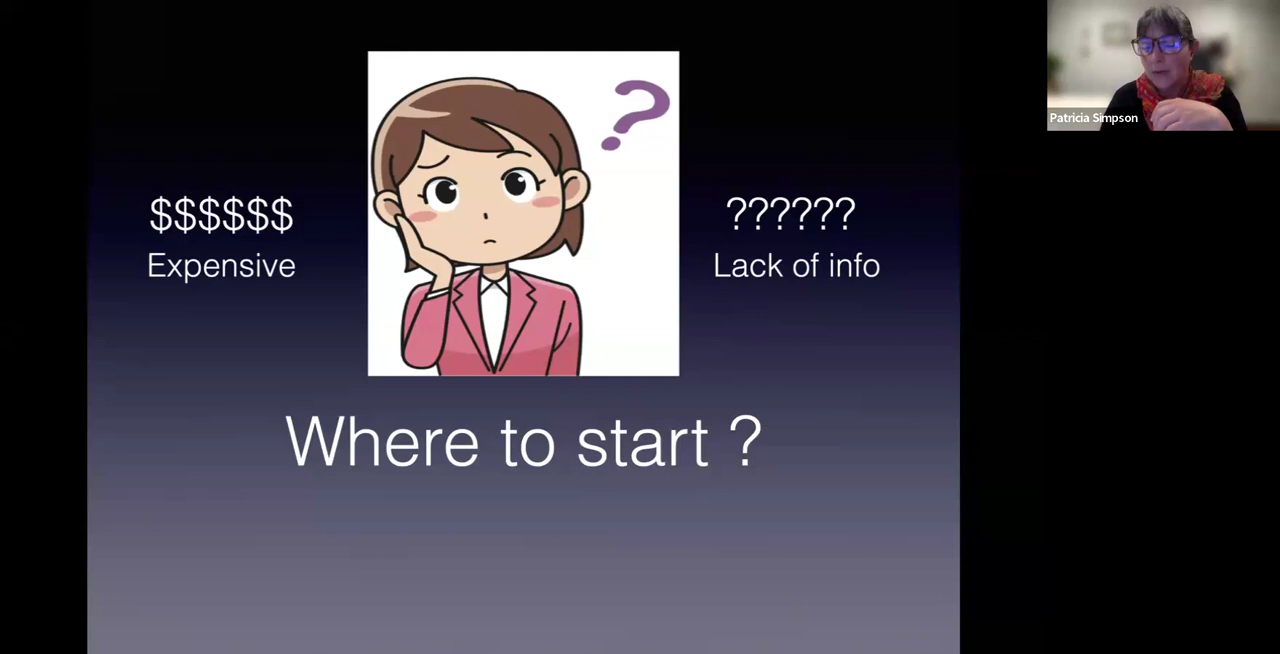 $$$$$$
Expensive
?
??????
Lack of info
Where to start ?
Patricia Simpson